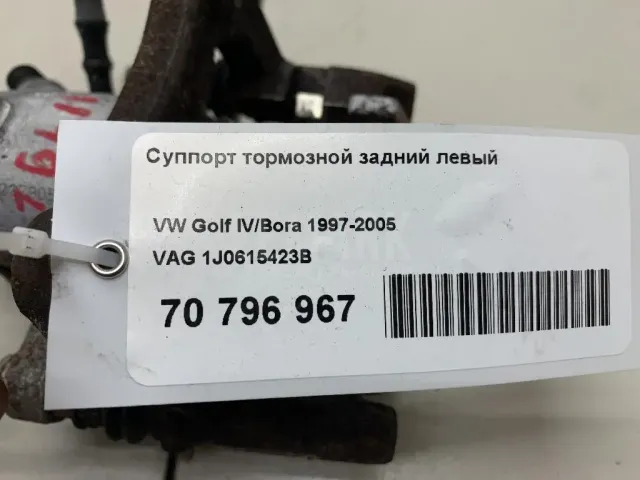 Суппорт тормозной задний левый
VW Golf IV/Bora 1997-2005
VAG 1J0615423B
70 796 967